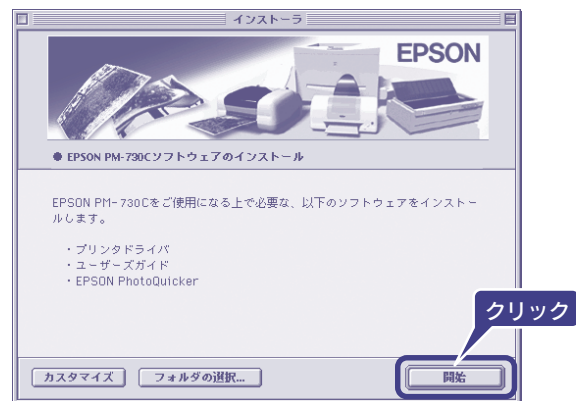 インストーラ
EPSON
● EPSON PM-730Cソフトウェアのインストール
EPSON PM-730Cをご使用になる上で必要な、以下のソフトウェアをインストー
ルします。
・プリンタドライバ
・ユーザーズガイド
・EPSON PhotoQuicker
クリック
カスタマイズ フォルダの選択... 開始